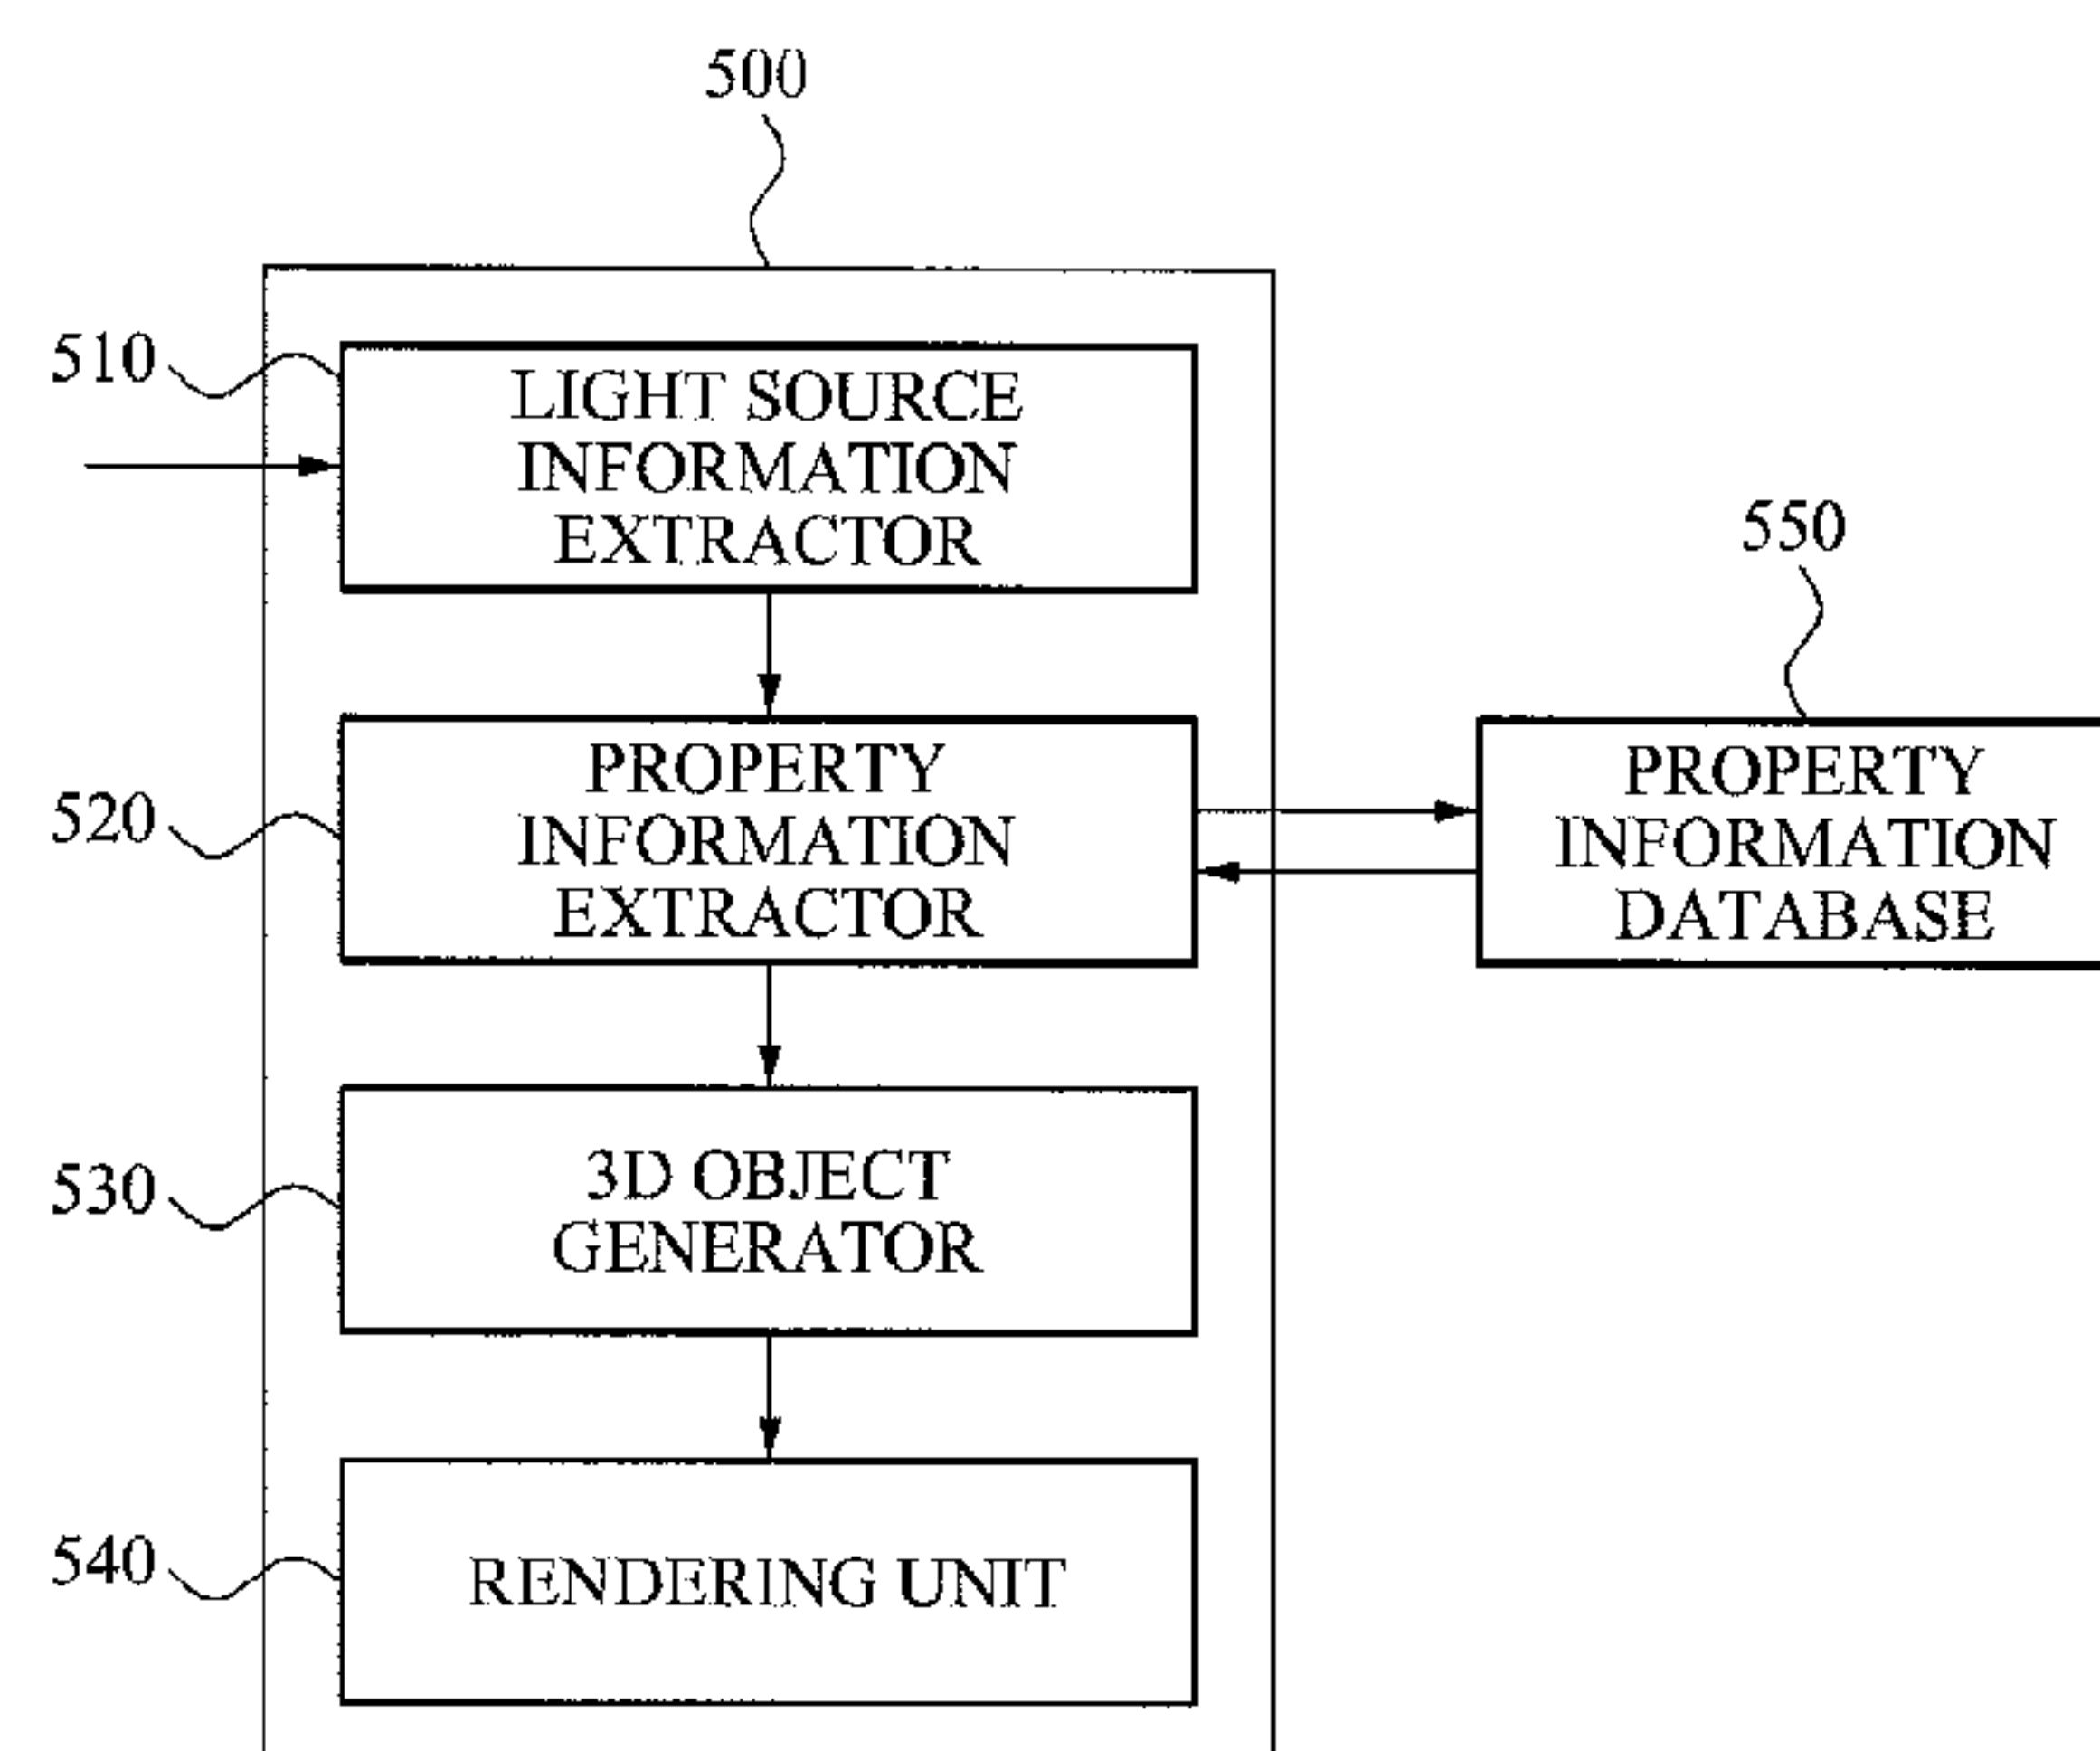 500
510
LIGHT SOURCE
INFORMATION
EXTRACTOR
550
520
PROPERTY
INFORMATION
EXTRACTOR
PROPERTY
INFORMATION
DATABASE
530
3D OBJECT
GENERATOR
540
RENDERING UNIT